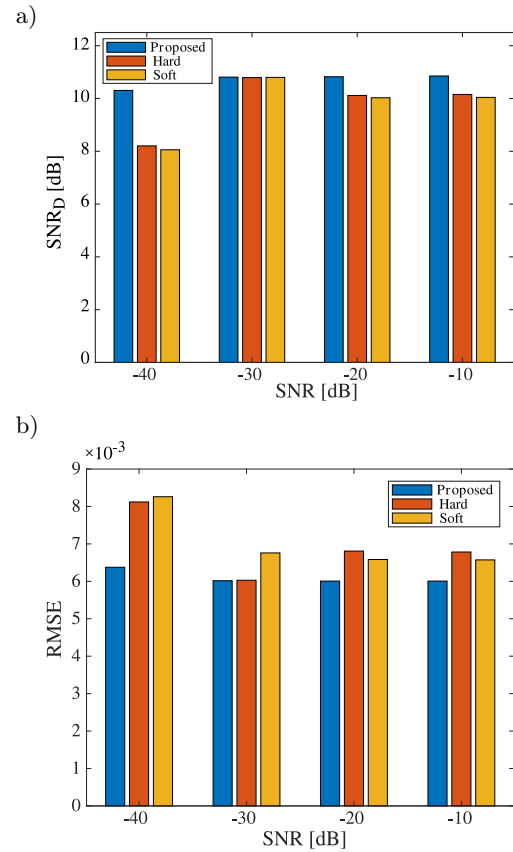 a)
12
10
8
6
4
2
0
SNR_D [dB]
Proposed
Hard
Soft
-40 -30 -20 -10
SNR [dB]
b)
×10^-3
9
8
7
6
5
4
3
2
1
0
RMSE
Proposed
Hard
Soft
-40 -30 -20 -10
SNR [dB]